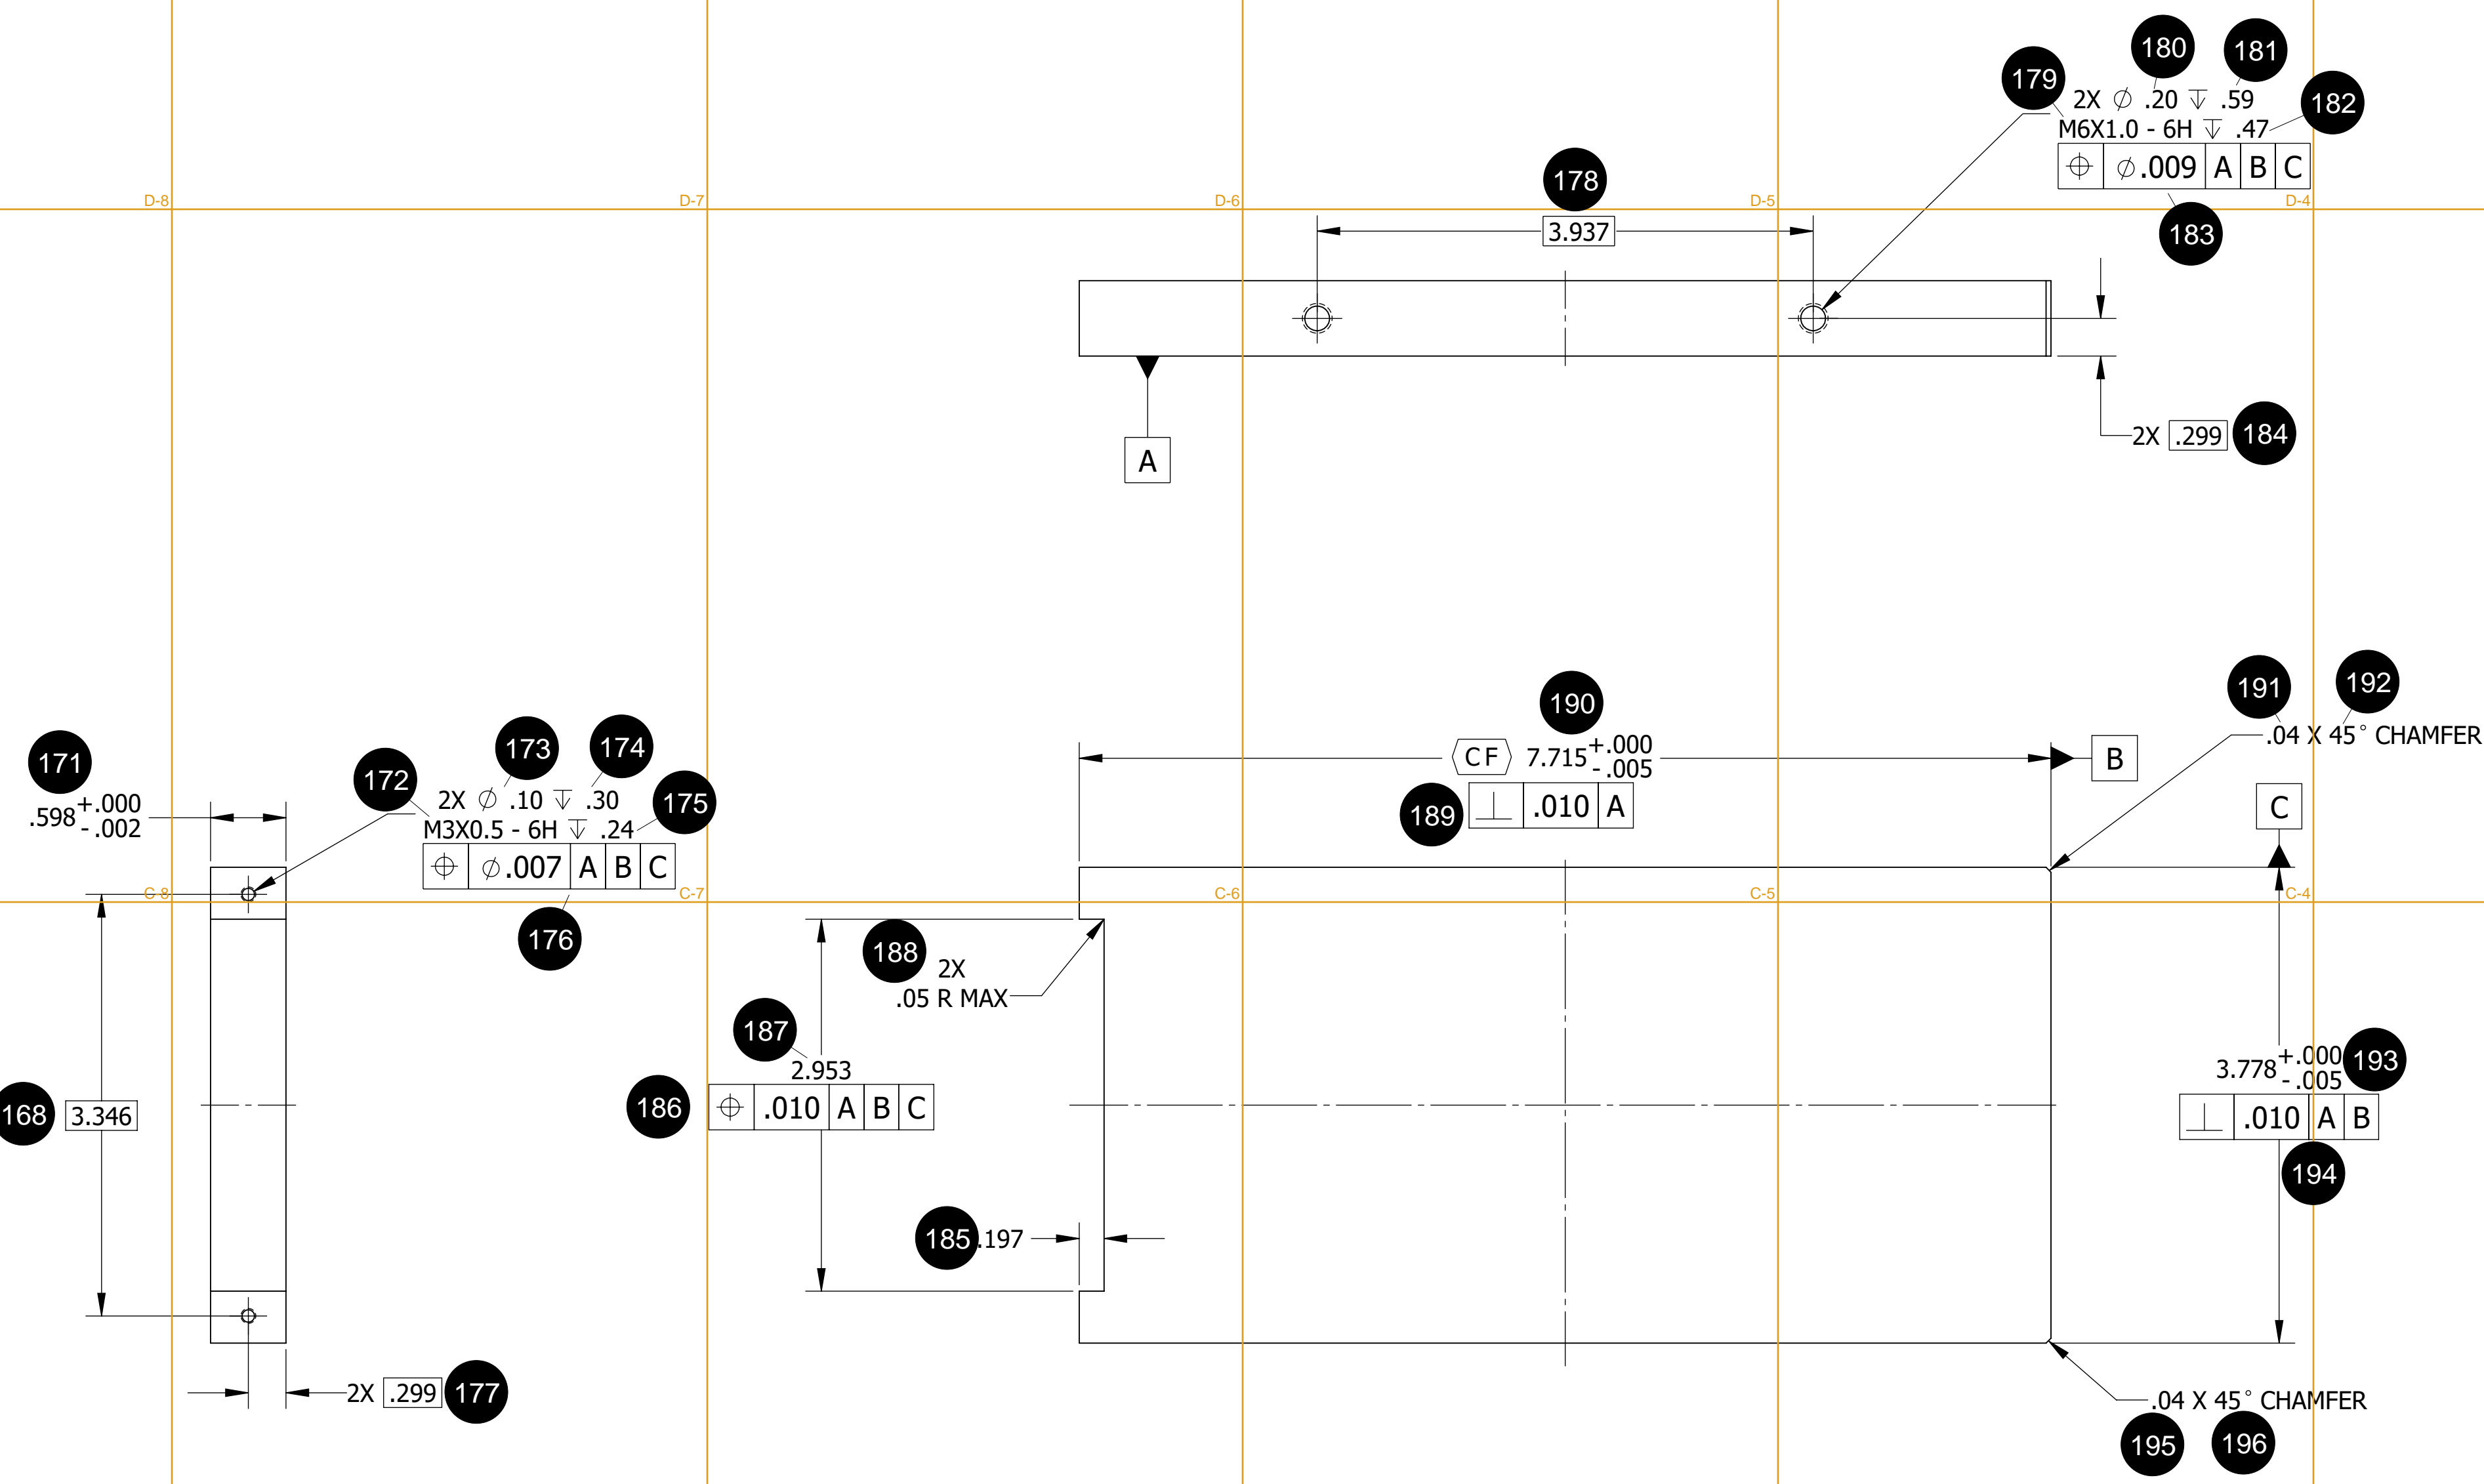 180 181
179
2X ⌀ .20 ↧ .59
182
M6X1.0 - 6H ↧ .47
⌖ ⌀.009 A B C
178
D-8 D-7 D-6 D-5 D-4
3.937
183
2X .299 184
A
191 192
190
.04 X 45° CHAMFER
CF 7.715 +.000 -.005
B
189 ⟂ .010 A
C
171
.598 +.000 -.002
172 173 174
2X ⌀ .10 ↧ .30
175
M3X0.5 - 6H ↧ .24
⌖ ⌀.007 A B C
C-8 C-7 C-6 C-5 C-4
176
188
2X
.05 R MAX
187
2.953
186 ⌖ .010 A B C
168 3.346
3.778 +.000 -.005 193
⟂ .010 A B
194
185 .197
2X .299 177
.04 X 45° CHAMFER
195 196